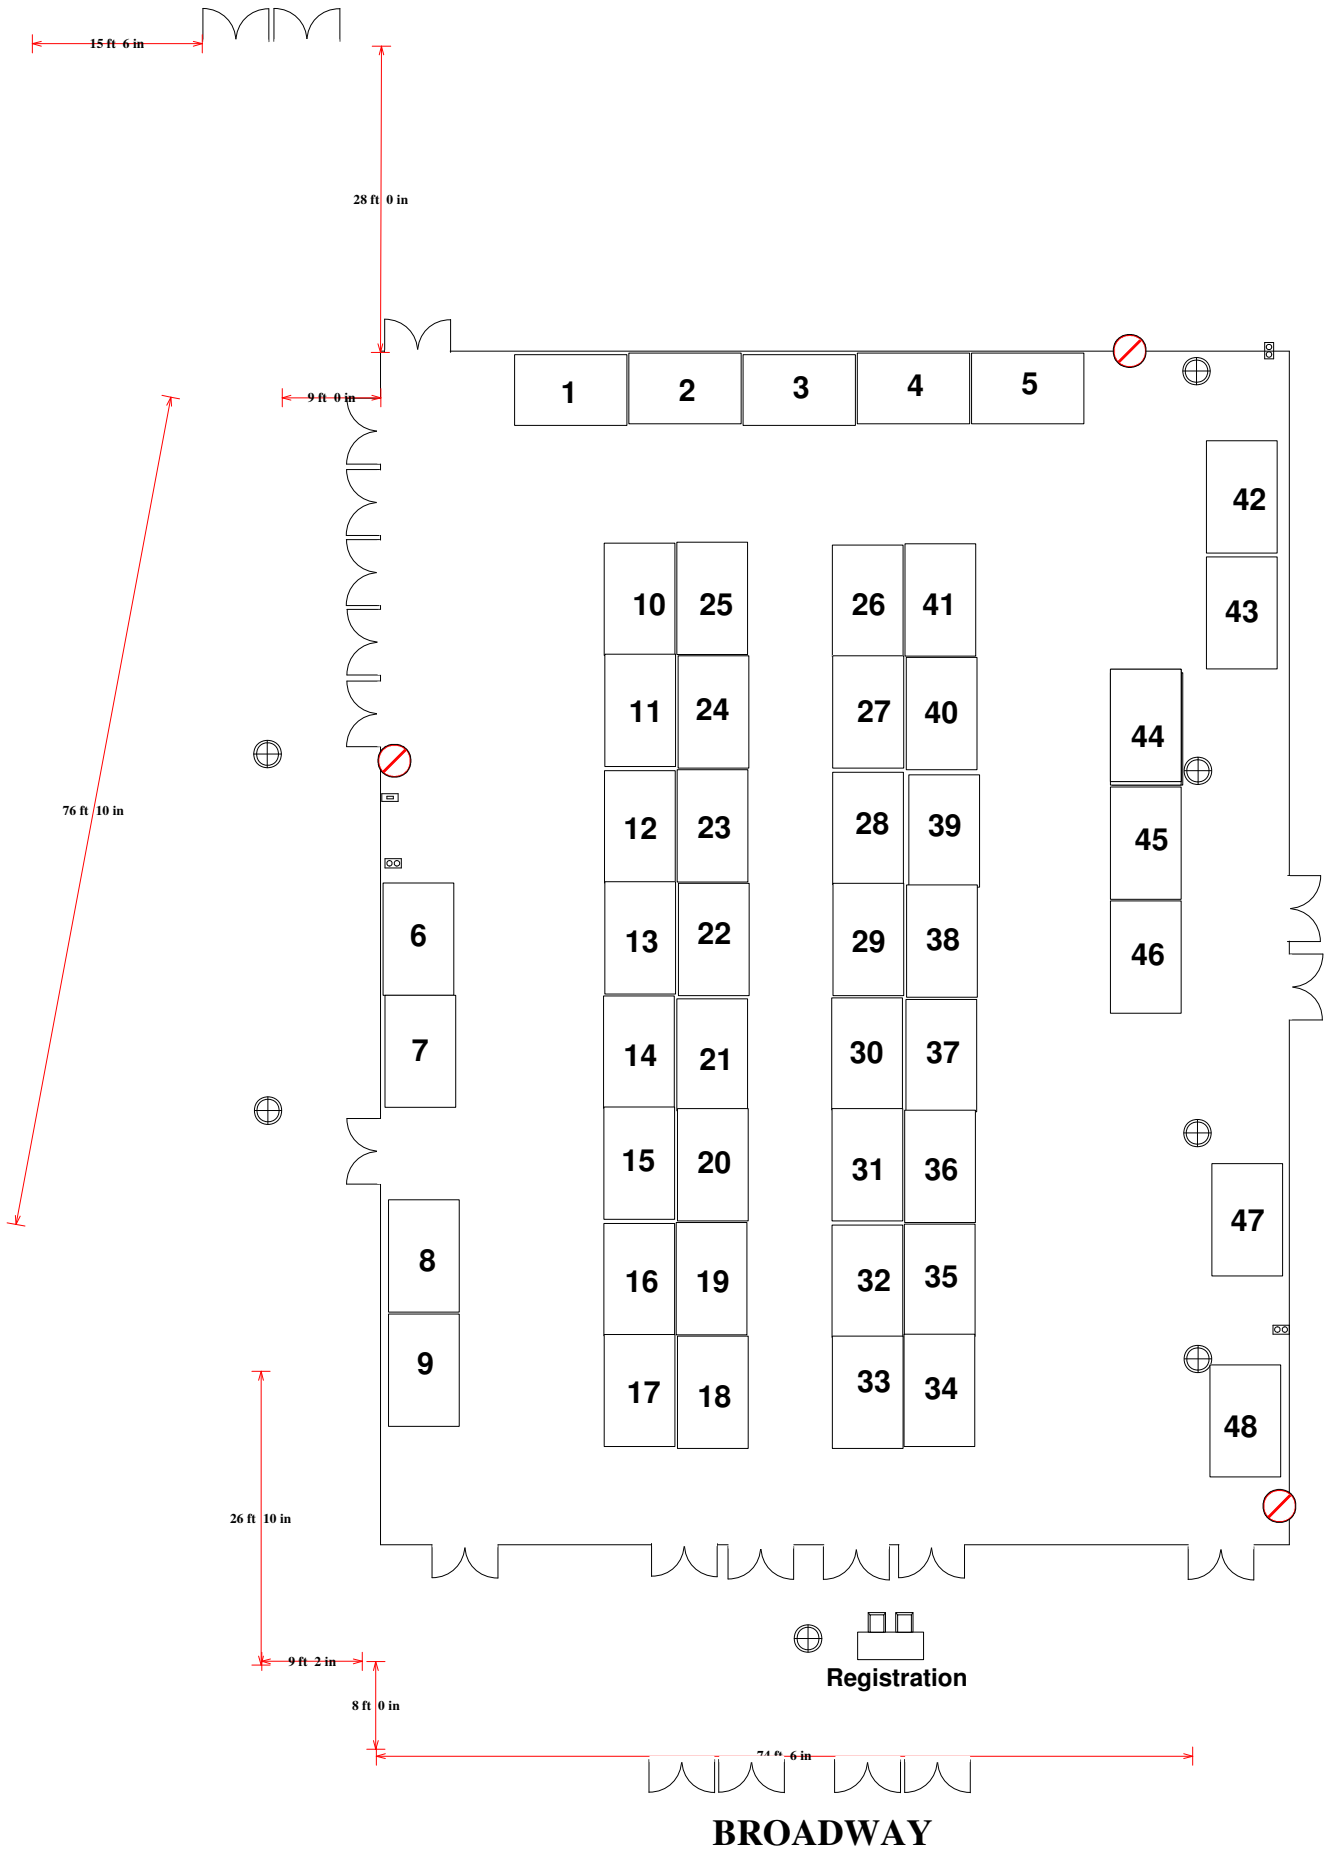 15 ft 6 in
28 ft 0 in
9 ft 0 in
1 2 3 4 5
42
43
10 25 26 41
11 24 27 40
44
76 ft 10 in
12 23 28 39
45
6 13 22 29 38
46
7 14 21 30 37
15 20 31 36
47
8 16 19 32 35
9 17 18 33 34
48
26 ft 10 in
9 ft 2 in
Registration
8 ft 0 in
74 ft 6 in
BROADWAY